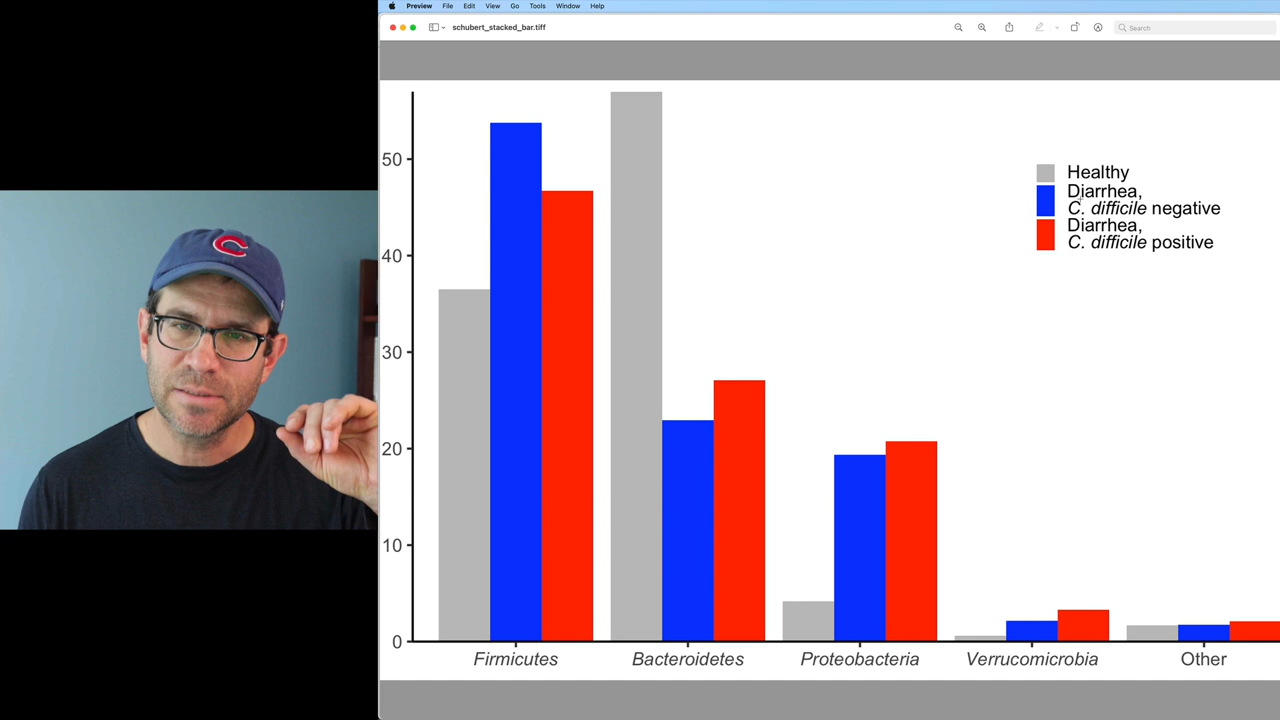 Preview File Edit View Go Tools Window Help
schubert_stacked_bar.tiff
Search
C
50
40
30
20
10
0
Healthy
Diarrhea,
C. difficile negative
Diarrhea,
C. difficile positive
Firmicutes Bacteroidetes Proteobacteria Verrucomicrobia Other